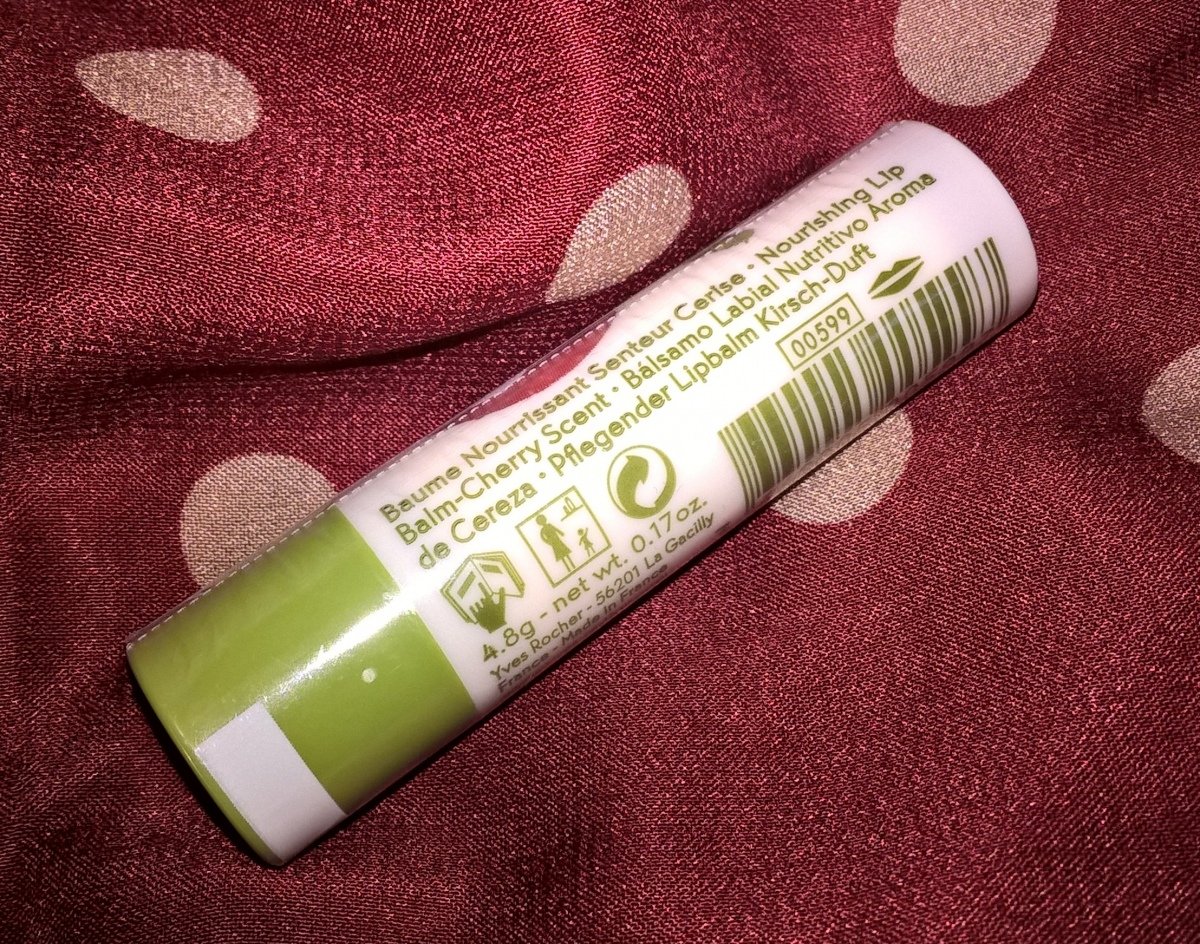 Baume Nourrissant Senteur Cerise • Nourishing Lip
Balm-Cherry Scent • Bálsamo Labial Nutritivo Aroma
de Cereza • Pflegender Lipbalm Kirsch-Duft
00599
4.8g - net wt. 0.17oz.
Yves Rocher - 56201 La Gacilly
France - Made in France